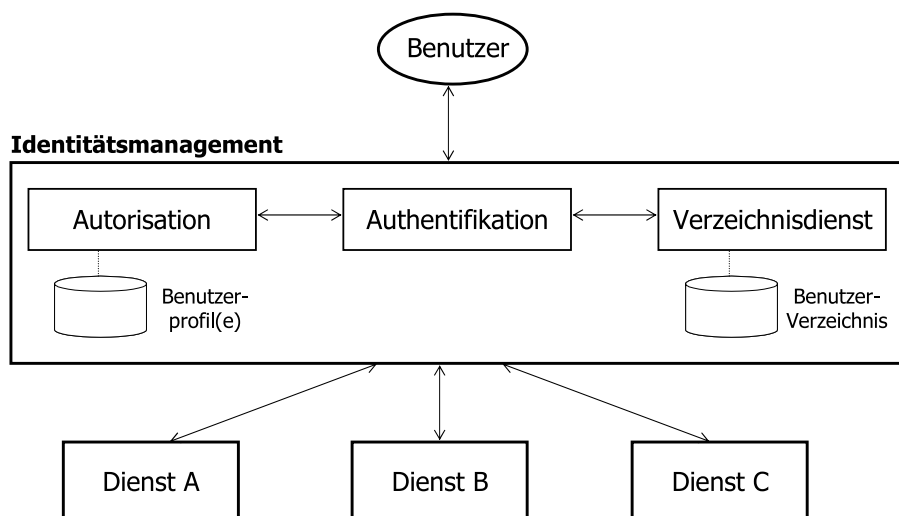 Benutzer
Identitätsmanagement
Autorisation
Authentifikation
Verzeichnisdienst
Benutzer-
profil(e)
Benutzer-
Verzeichnis
Dienst A
Dienst B
Dienst C